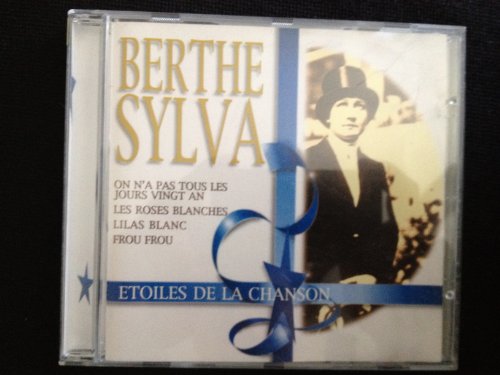 BERTHE
SYLVA
ON N'A PAS TOUS LES
JOURS VINGT AN
LES ROSES BLANCHES
LILAS BLANC
FROU FROU
ETOILES DE LA CHANSON